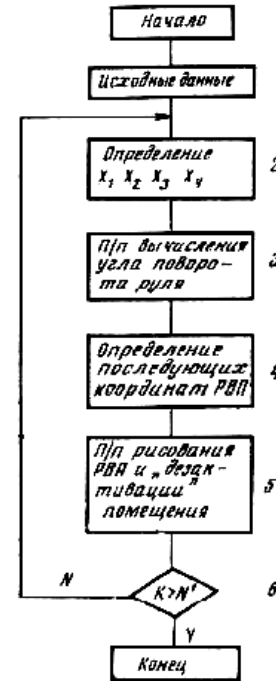 Начало
Исходные данные
Определение
X₁ X₂ X₃ X₄
2
П/п вычисления
угла поворо-
та руля
3
Определение
последующих
координат РВП
4
П/п рисования
РВП и „дезак-
тивации"
помещения
5
K>N'
6
N
Y
Конец